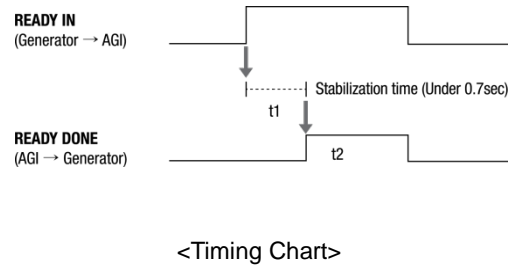 READY IN
(Generator → AGI)
Stabilization time (Under 0.7sec)
t1
READY DONE
(AGI → Generator)
t2
<Timing Chart>